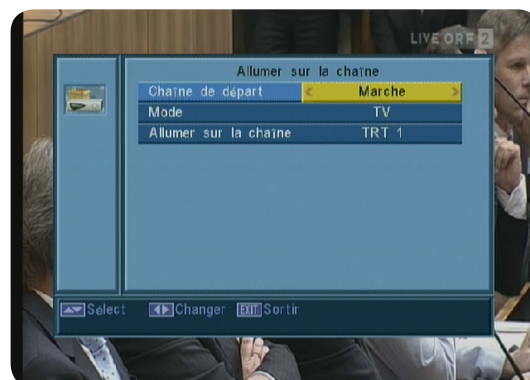 LIVE ORF 2
Allumer sur la chaîne
Chaîne de départ < Marche >
Mode TV
Allumer sur la chaîne TRT 1
Sélect Changer EXIT Sortir